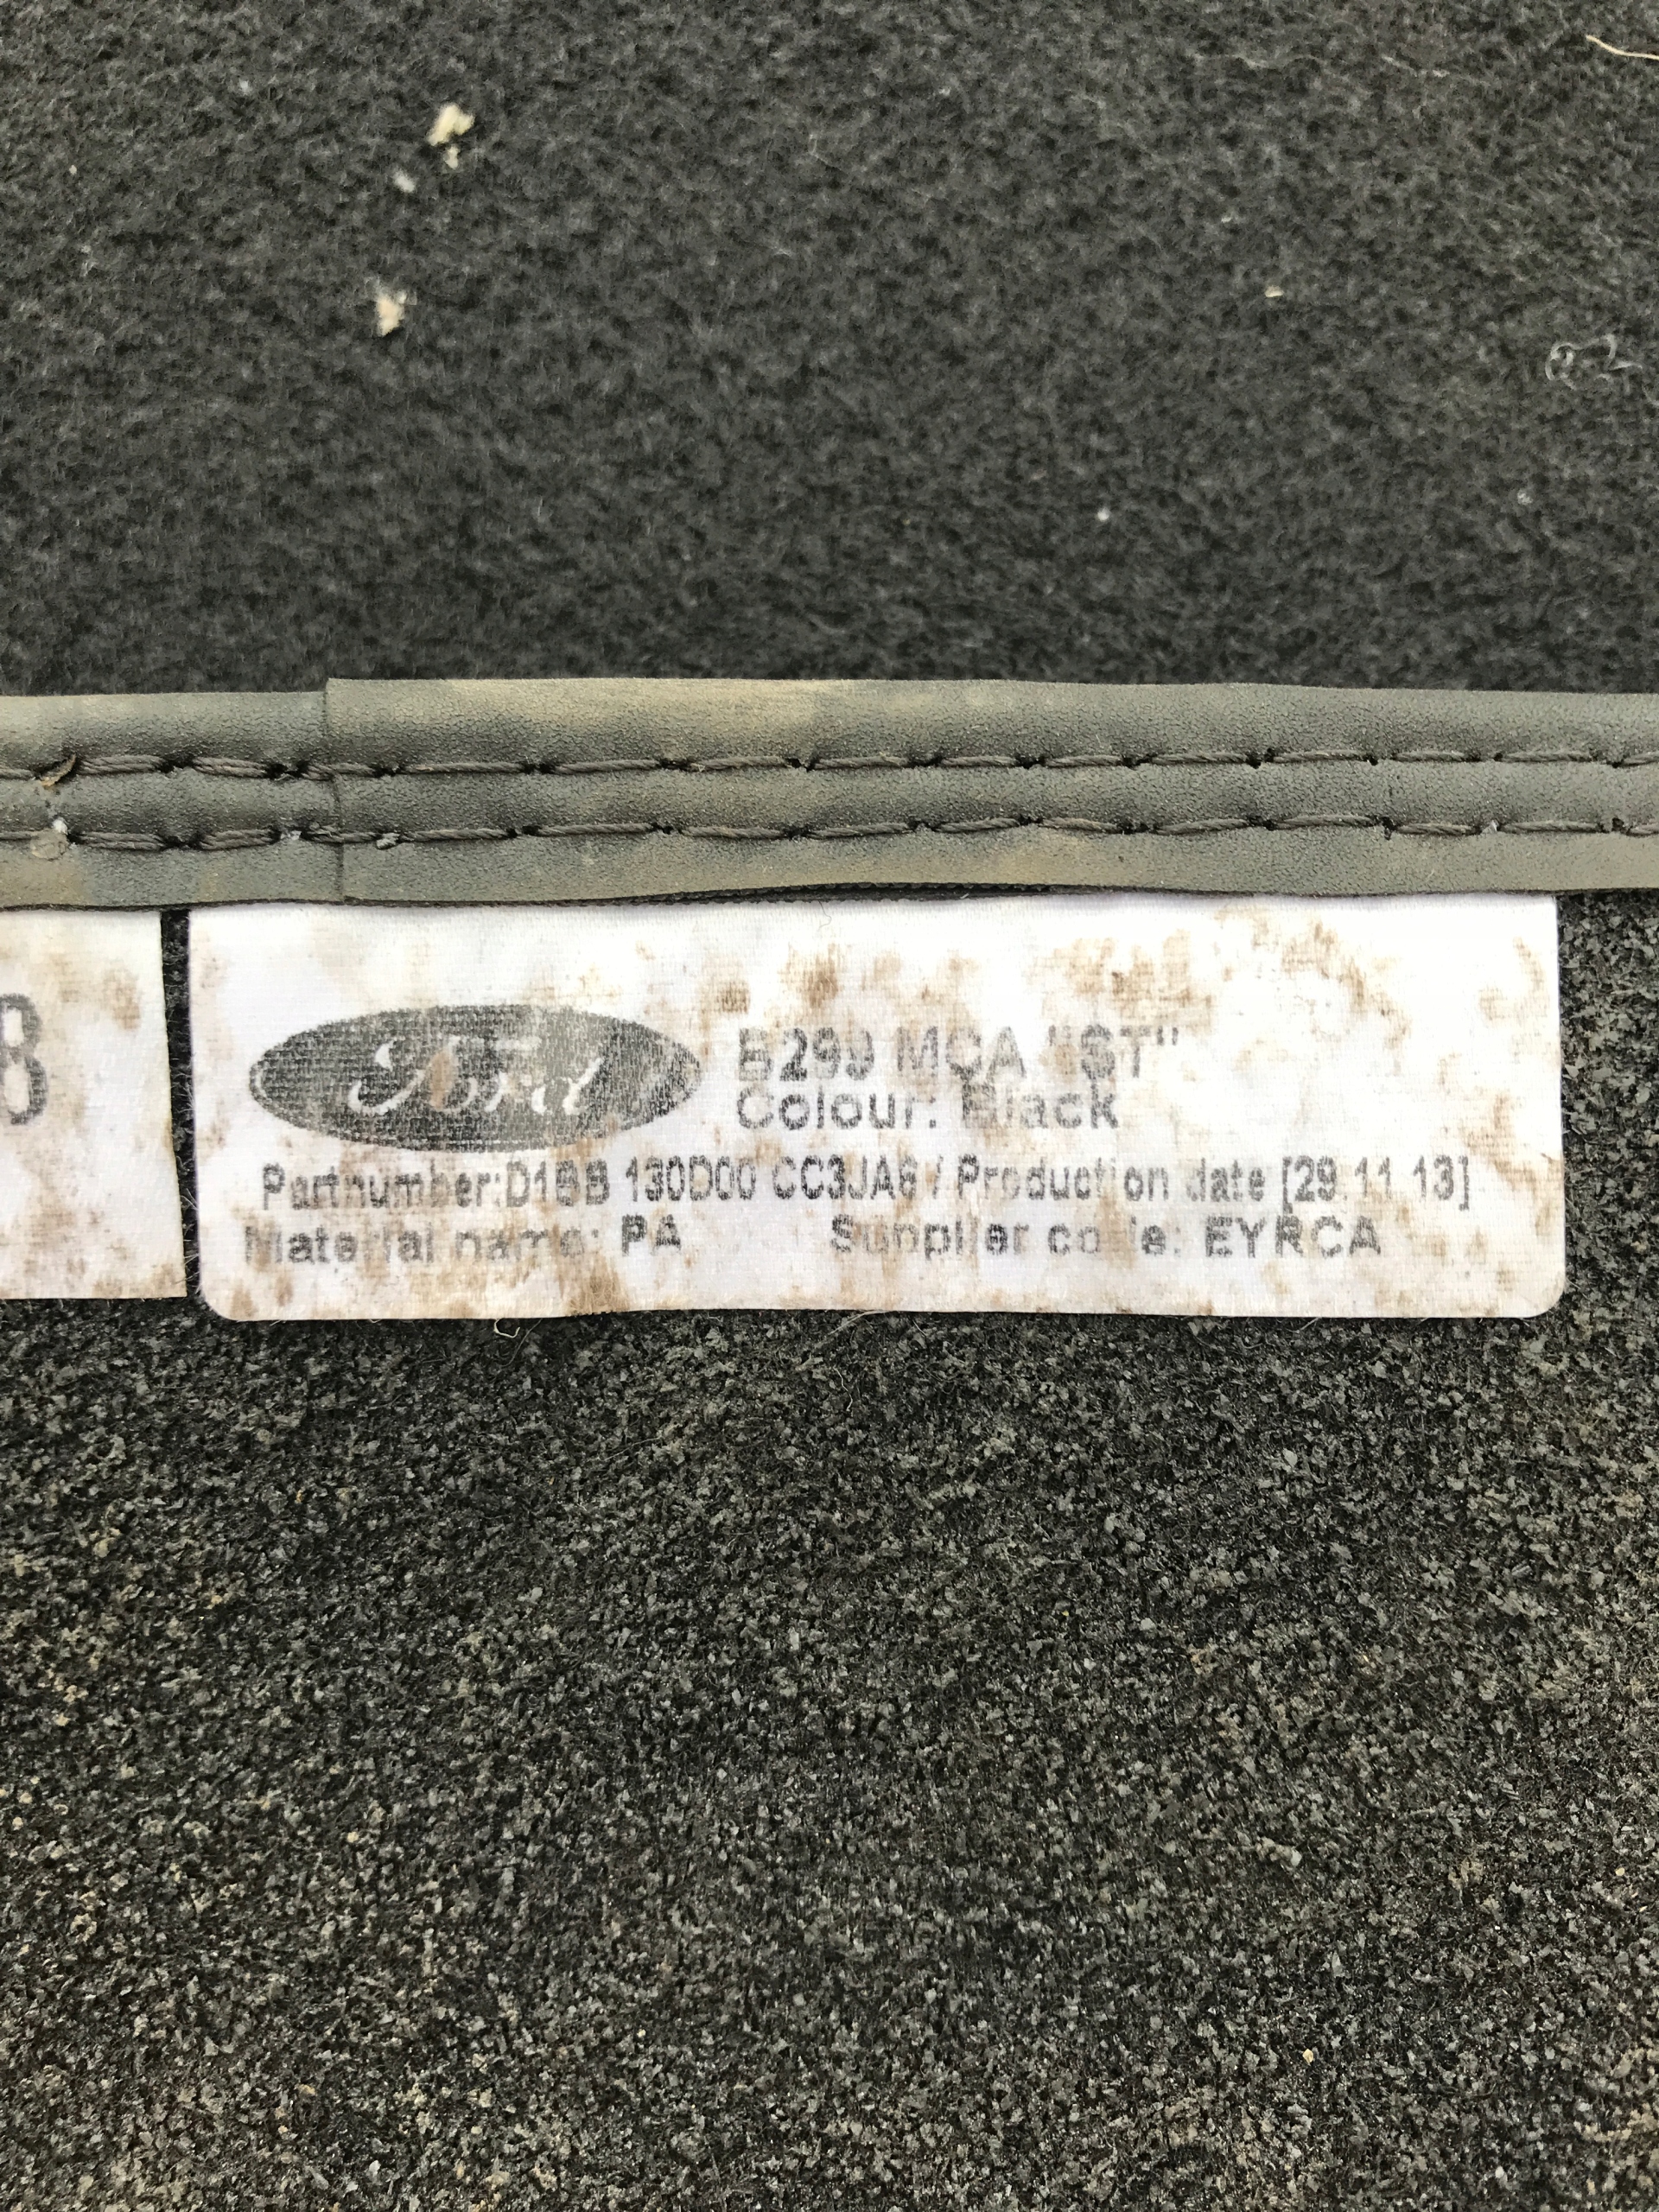 B
Ford
B299 MCA "ST"
Colour: Black
Partnumber:D1BB 130D00 CC3JA6 / Production date [29.11.13]
Material name: PA Supplier code: EYRCA